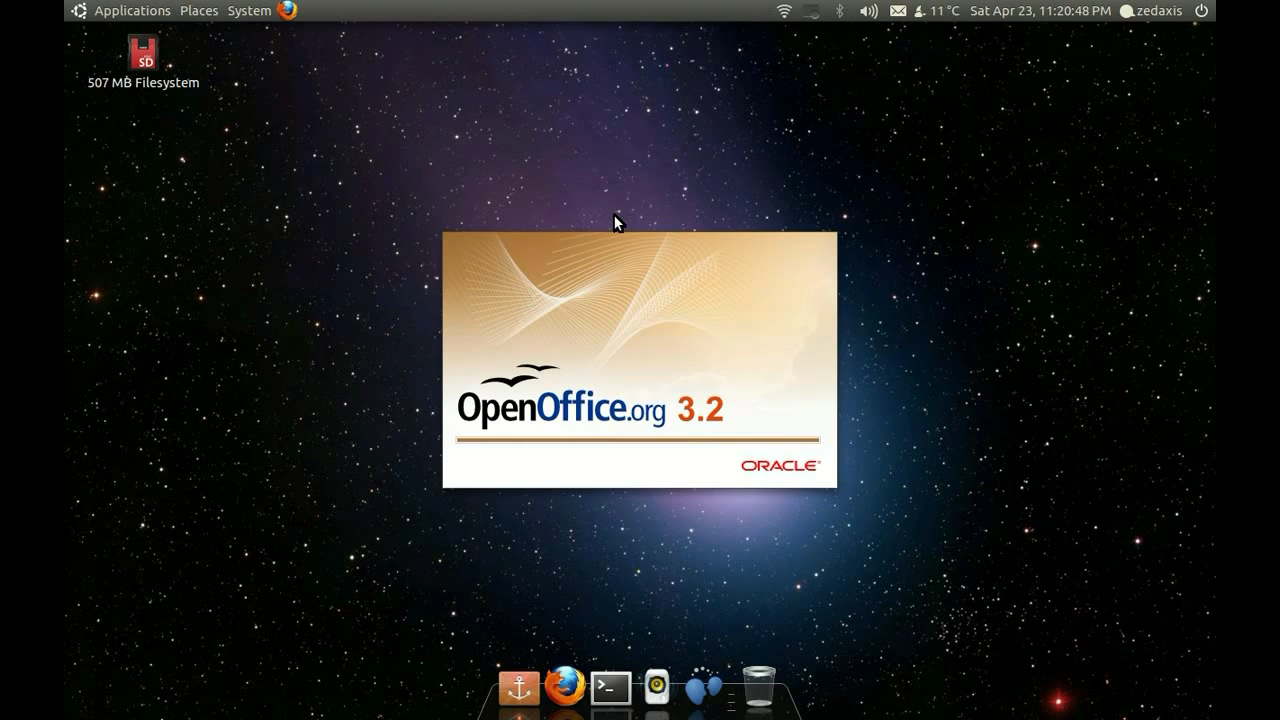 Applications Places System 11 °C Sat Apr 23, 11:20:48 PM zedaxis
SD
507 MB Filesystem
OpenOffice.org 3.2
ORACLE